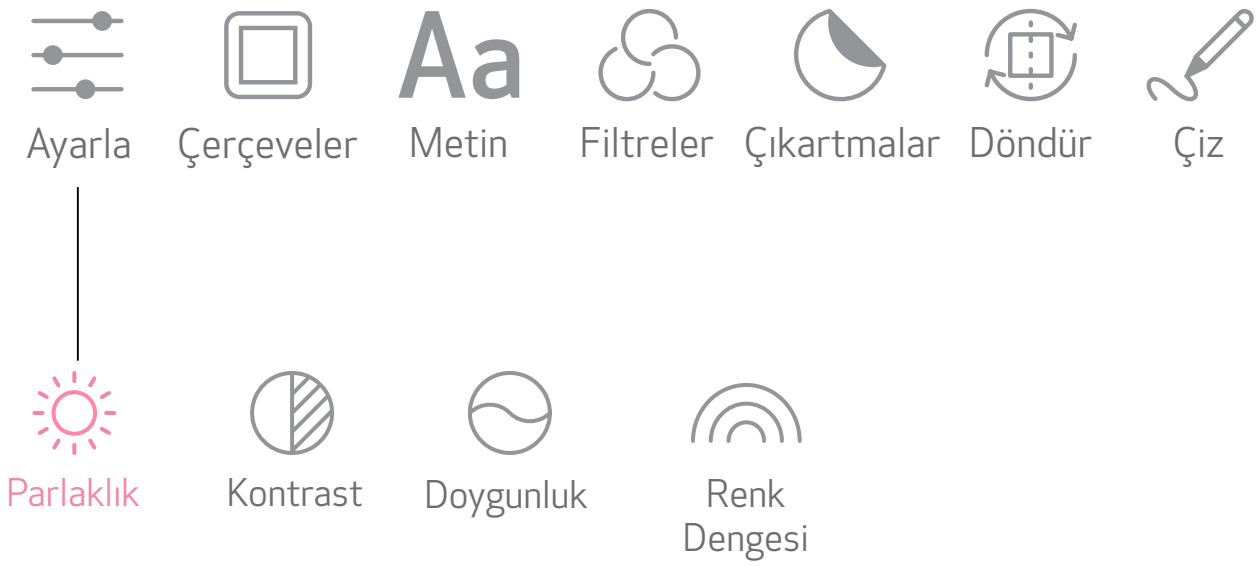 Aa
Ayarla Çerçeveler Metin Filtreler Çıkartmalar Döndür Çiz
Parlaklık Kontrast Doygunluk Renk
Dengesi